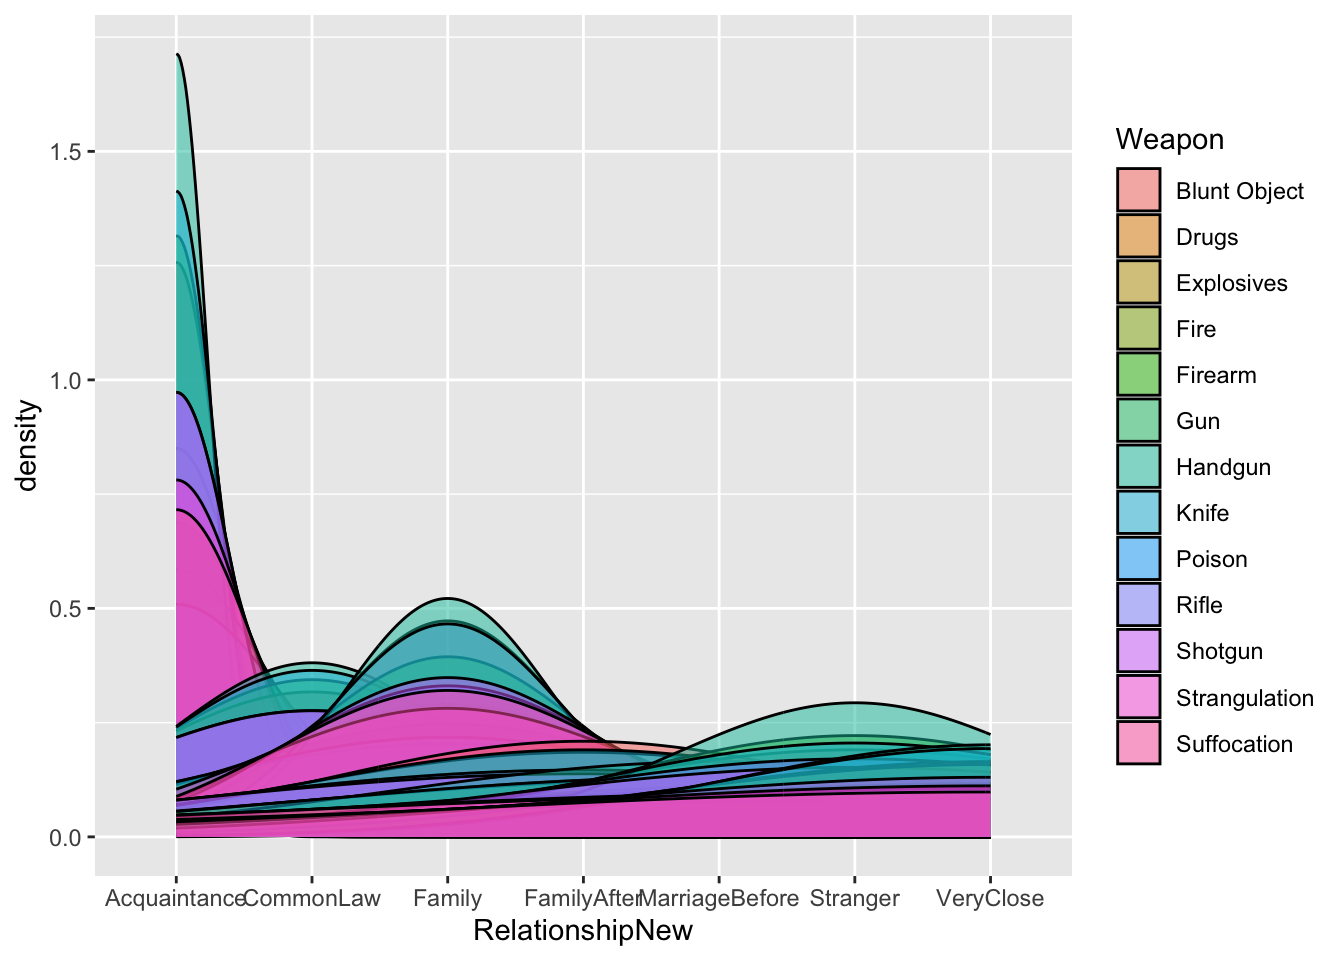 density
1.5
1.0
0.5
0.0
Acquaintance CommonLaw Family FamilyAfter MarriageBefore Stranger VeryClose
RelationshipNew
Weapon
Blunt Object
Drugs
Explosives
Fire
Firearm
Gun
Handgun
Knife
Poison
Rifle
Shotgun
Strangulation
Suffocation